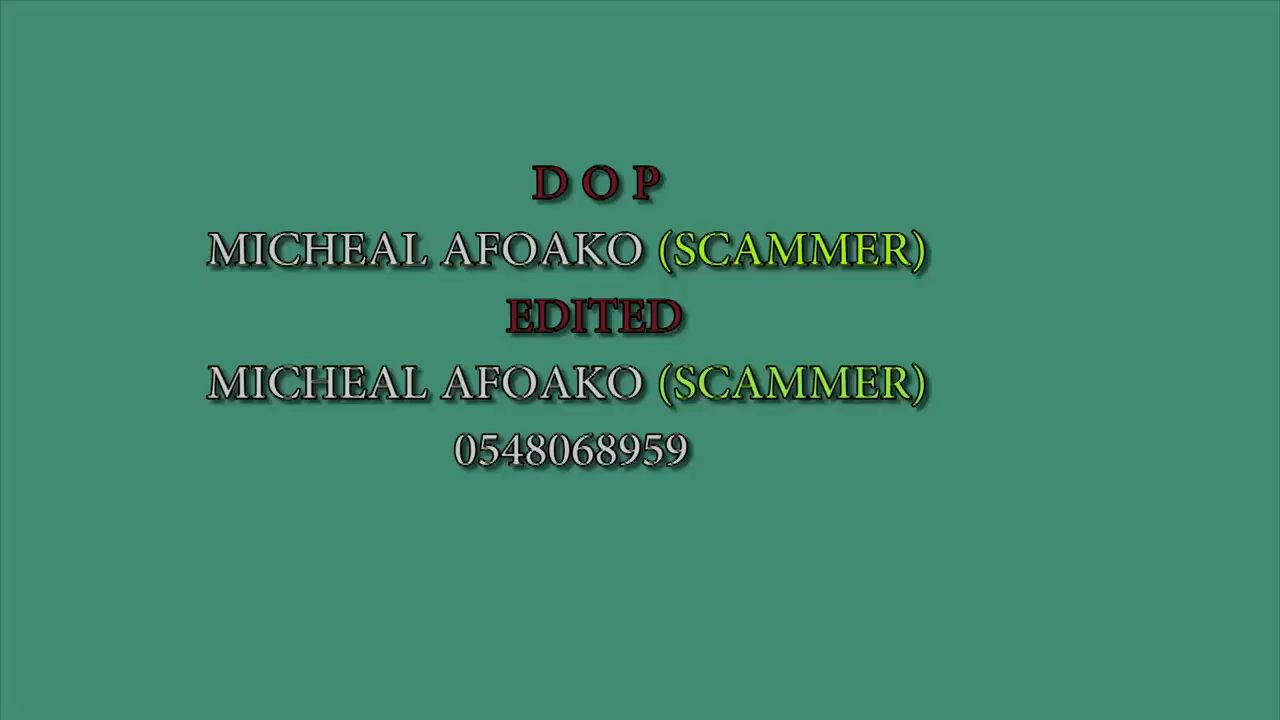 D O P
MICHEAL AFOAKO (SCAMMER)
EDITED
MICHEAL AFOAKO (SCAMMER)
0548068959